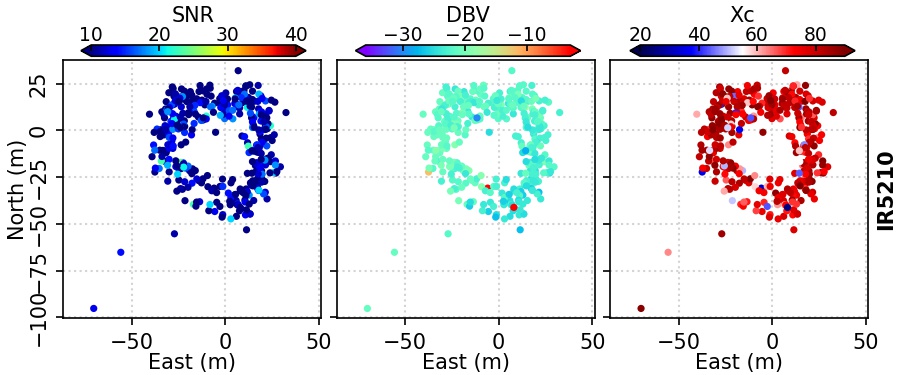 SNR DBV Xc
10 20 30 40 −30 −20 −10 20 40 60 80
25
0
−25
−50
−75
−100
North (m)
IR5210
−50 0 50 −50 0 50 −50 0 50
East (m) East (m) East (m)